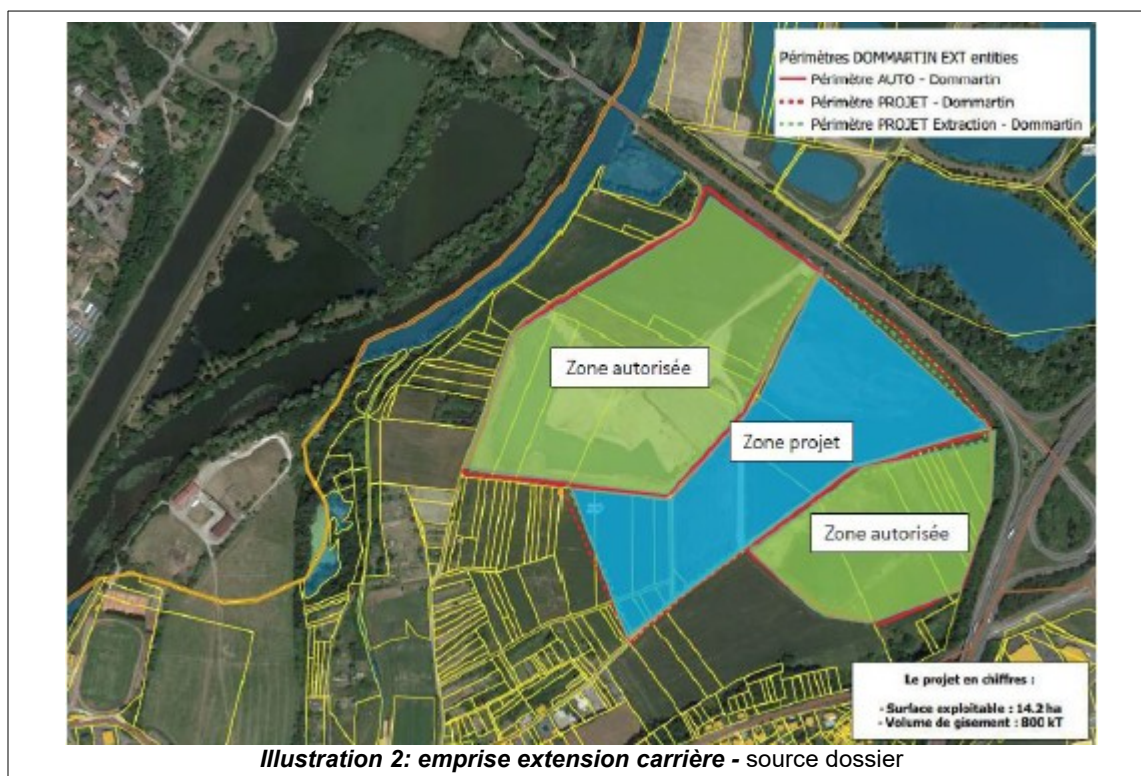 Périmètres DOMMARTIN EXT entities
Périmètre AUTO - Dommartin
Périmètre PROJET - Dommartin
Périmètre PROJET Extraction - Dommartin
Zone autorisée
Zone projet
Zone autorisée
Le projet en chiffres :
- Surface exploitable : 14.2 ha
- Volume de gisement : 800 kT
Illustration 2: emprise extension carrière - source dossier